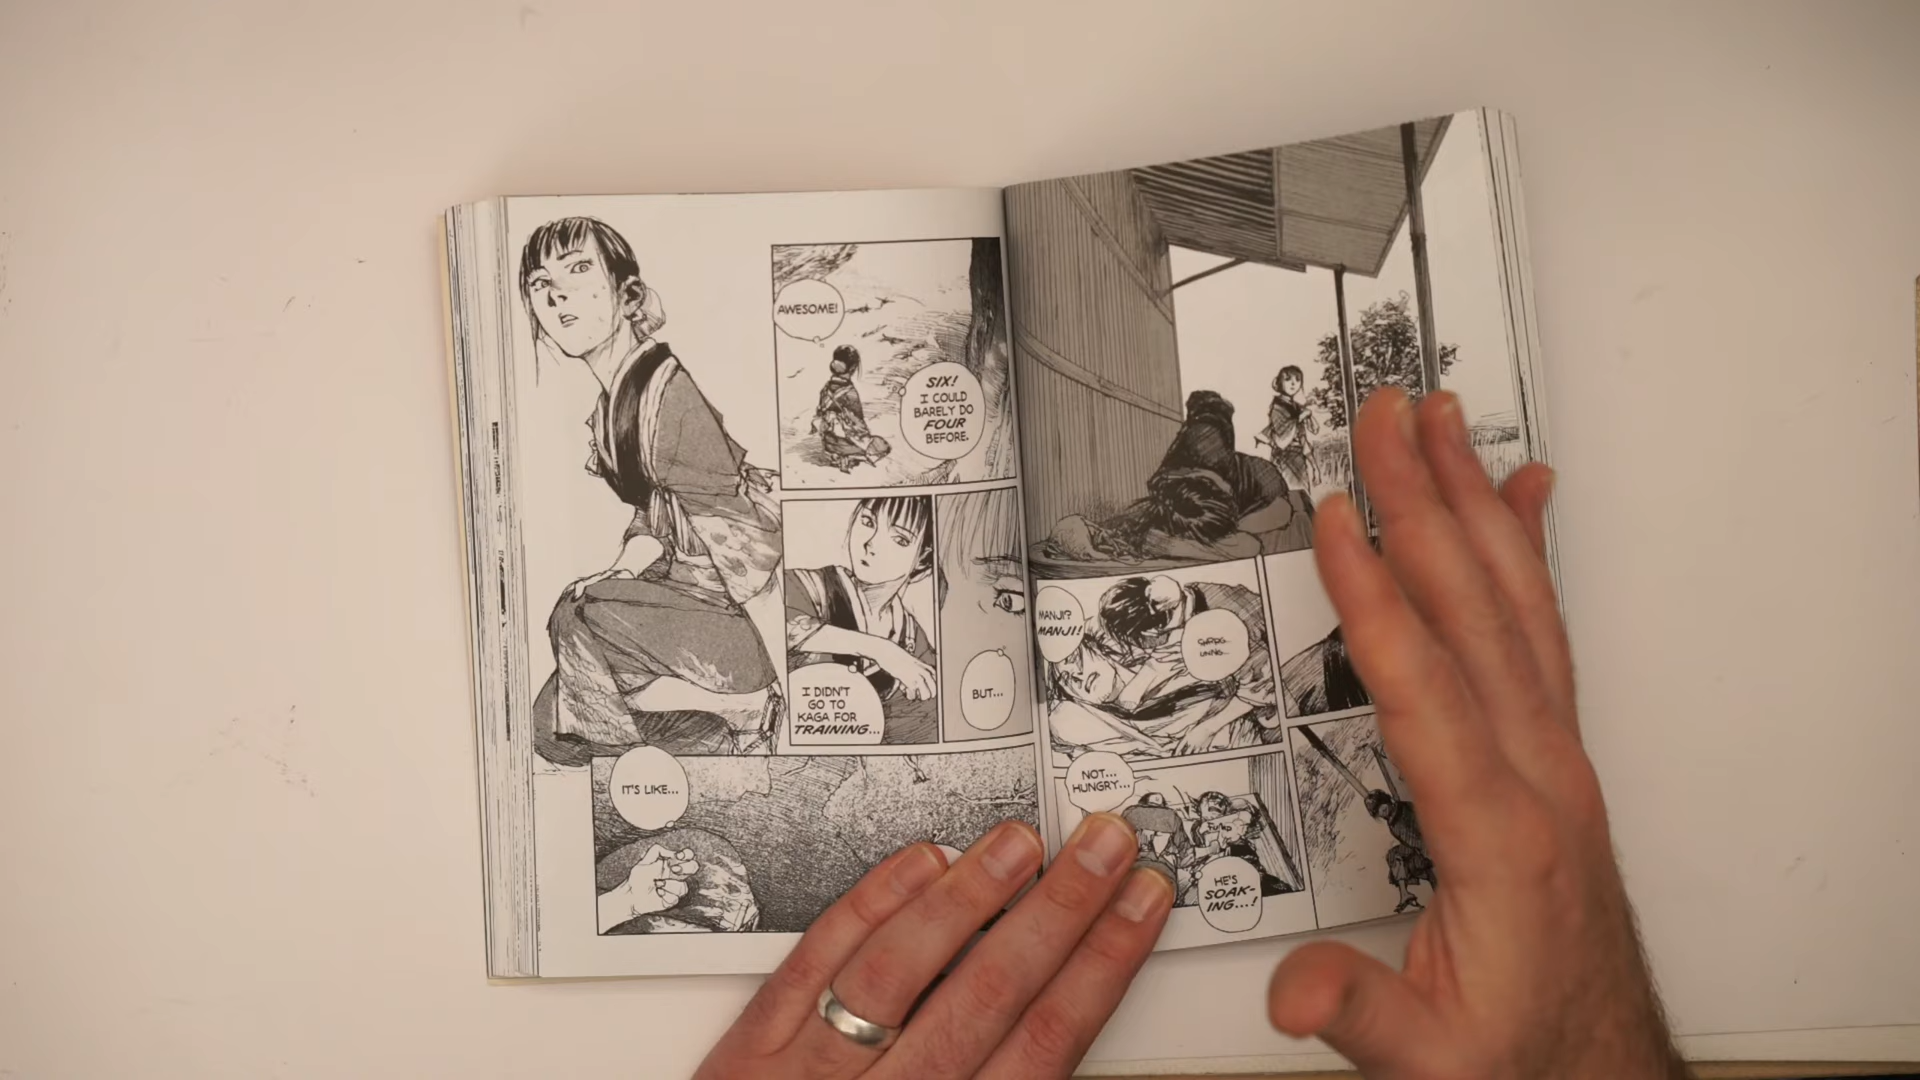 AWESOME!
SIX!
I COULD
BARELY DO
FOUR
BEFORE.
I DIDN'T
GO TO
KAGA FOR
TRAINING...
BUT...
IT'S LIKE...
MANJI?
MANJI!
NOT...
HUNGRY...
HE'S
SOAK-
ING...!